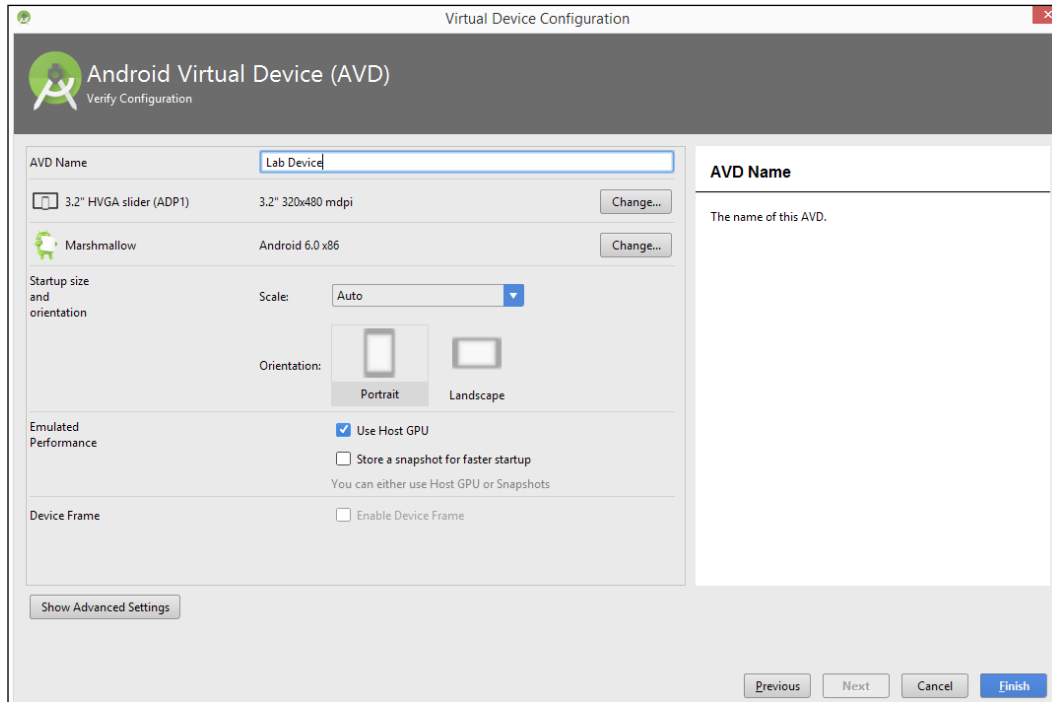 Virtual Device Configuration
Android Virtual Device (AVD)
Verify Configuration
AVD Name
Lab Device
3.2" HVGA slider (ADP1)
3.2" 320x480 mdpi
Change...
Marshmallow
Android 6.0 x86
Change...
Startup size
and
orientation
Scale:
Auto
Orientation:
Portrait
Landscape
Emulated
Performance
Use Host GPU
Store a snapshot for faster startup
You can either use Host GPU or Snapshots
Device Frame
Enable Device Frame
AVD Name
The name of this AVD.
Show Advanced Settings
Previous
Next
Cancel
Finish